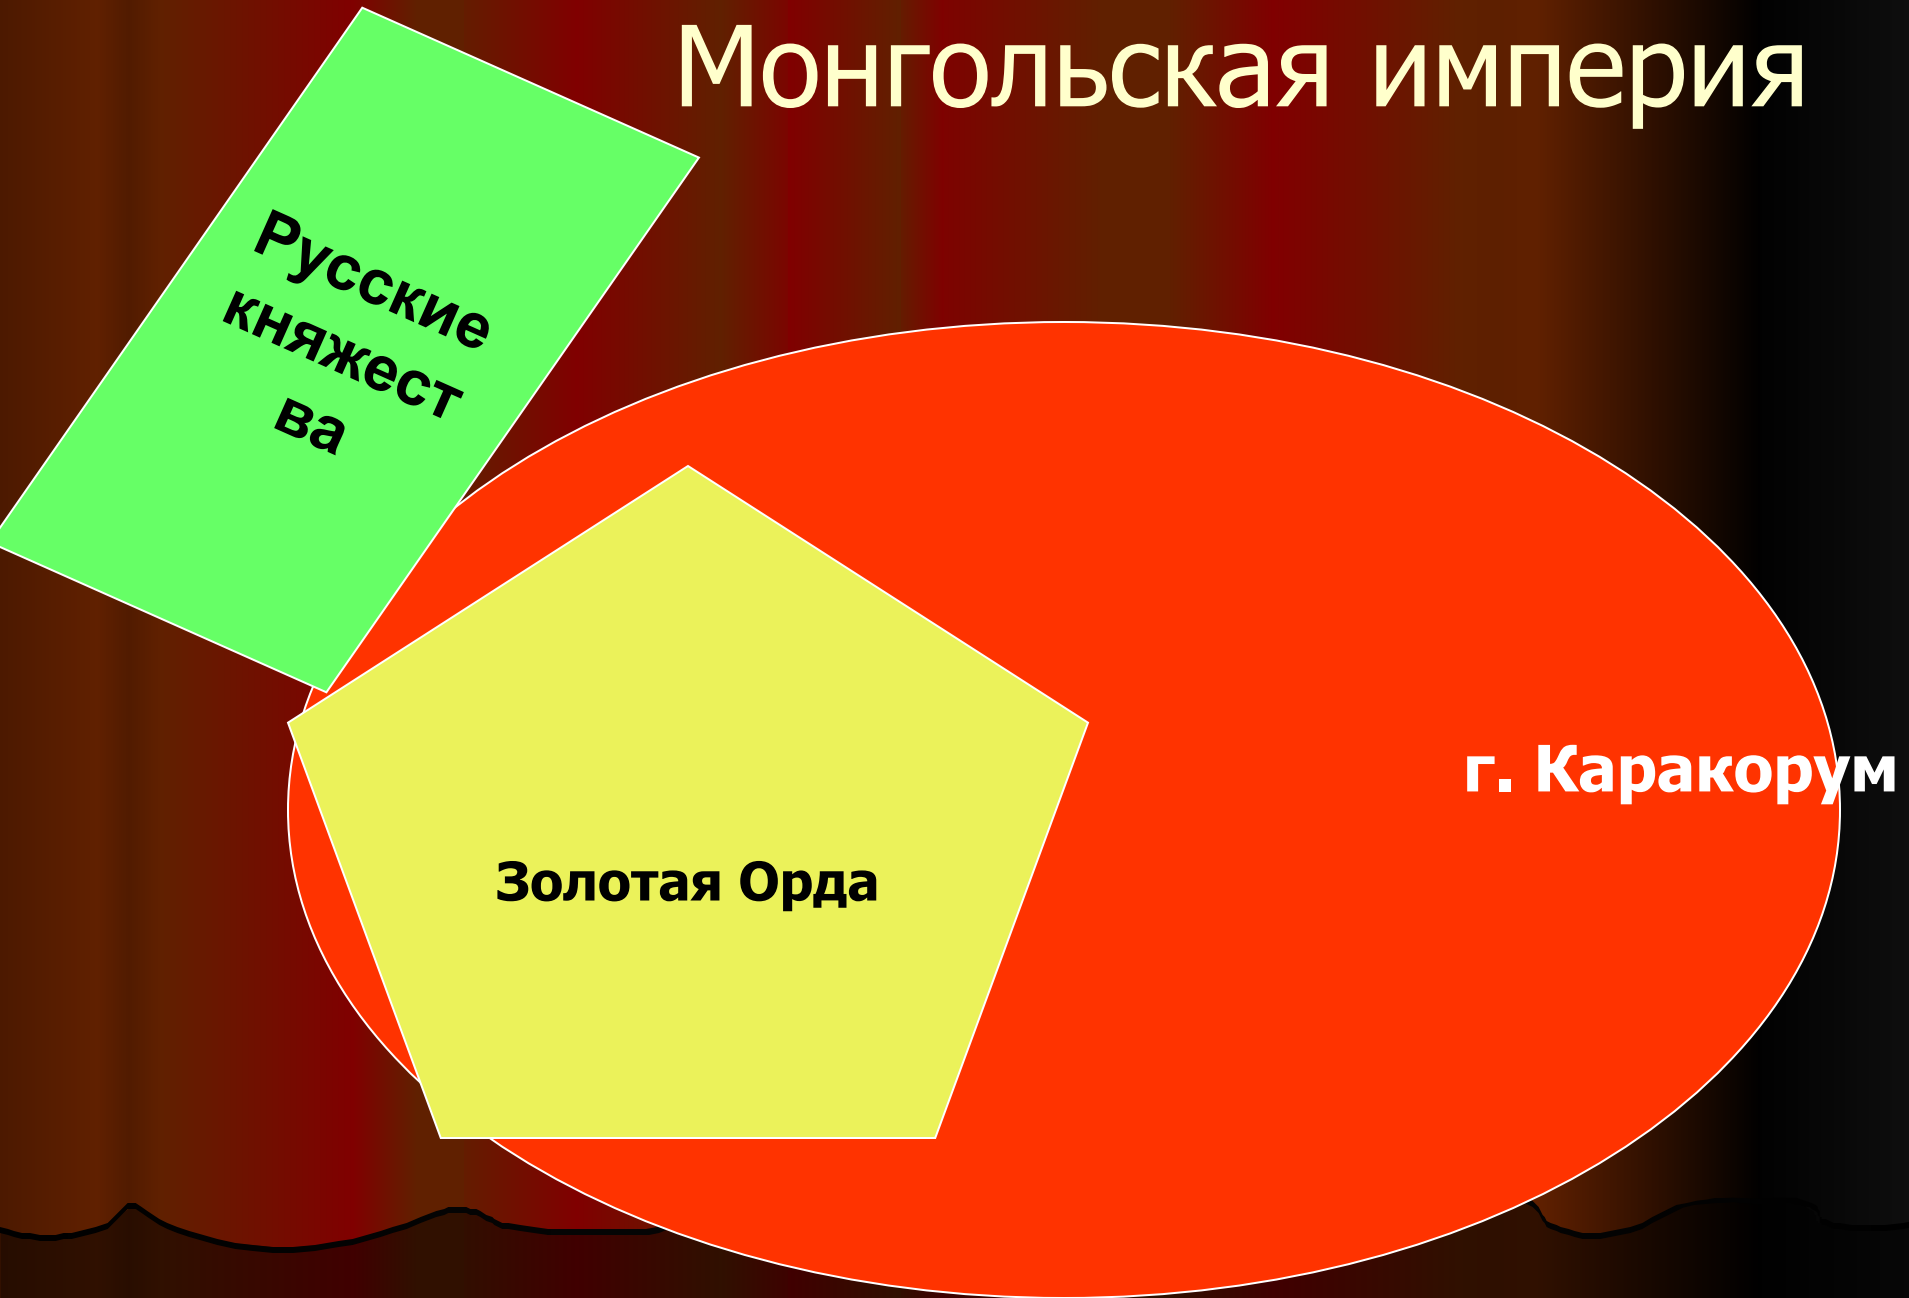 Монгольская империя
Русские
княжест
ва
г. Каракорум
Золотая Орда